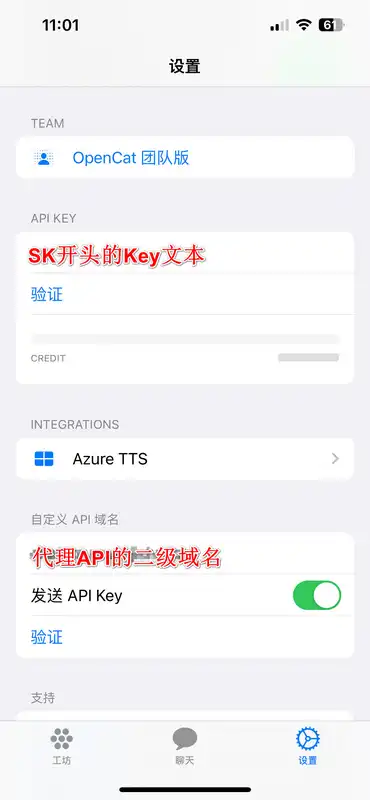 11:01
61
设置
TEAM
OpenCat 团队版
API KEY
SK开头的Key文本
验证
CREDIT
INTEGRATIONS
Azure TTS
自定义 API 域名
代理API的二级域名
发送 API Key
验证
支持
工坊
聊天
设置